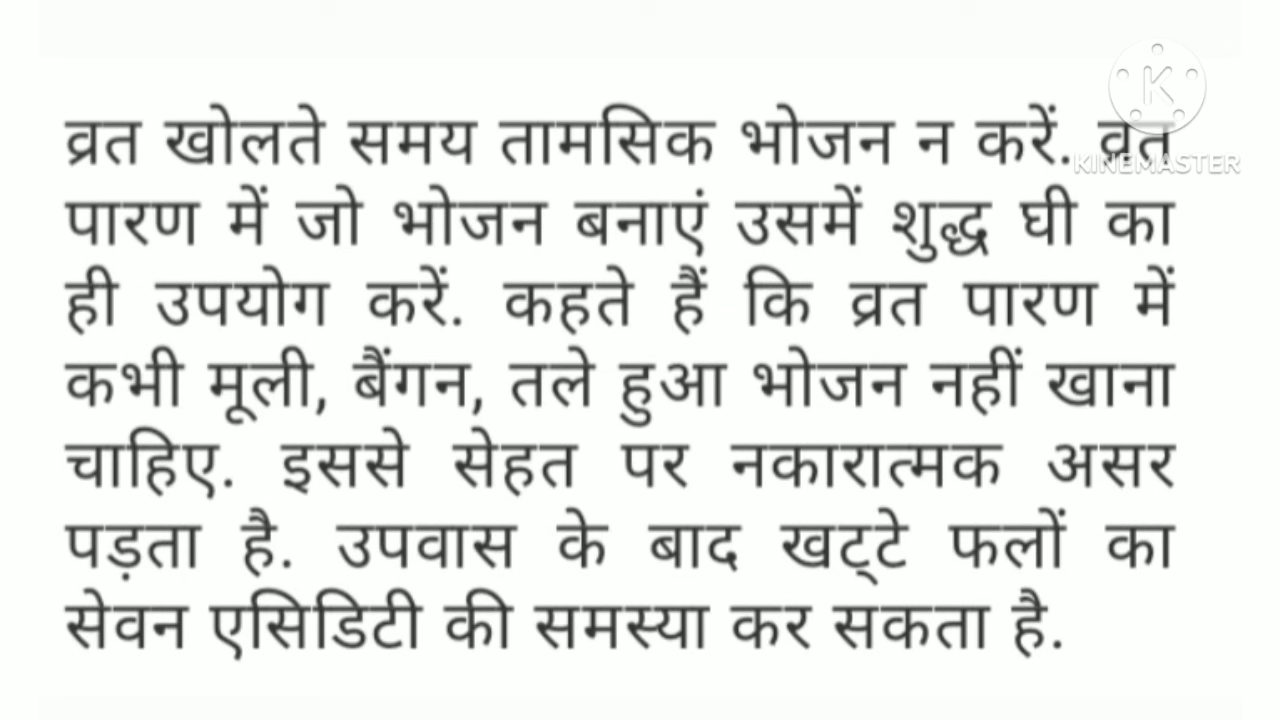 व्रत खोलते समय तामसिक भोजन न करें. व्रत
KINEMASTER
पारण में जो भोजन बनाएं उसमें शुद्ध घी का
ही उपयोग करें. कहते हैं कि व्रत पारण में
कभी मूली, बैंगन, तले हुआ भोजन नहीं खाना
चाहिए. इससे सेहत पर नकारात्मक असर
पड़ता है. उपवास के बाद खट्टे फलों का
सेवन एसिडिटी की समस्या कर सकता है.